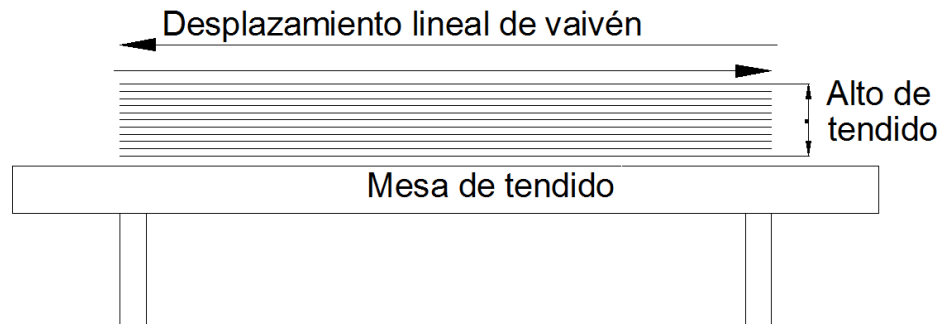 Desplazamiento lineal de vaivén
Alto de
tendido
Mesa de tendido